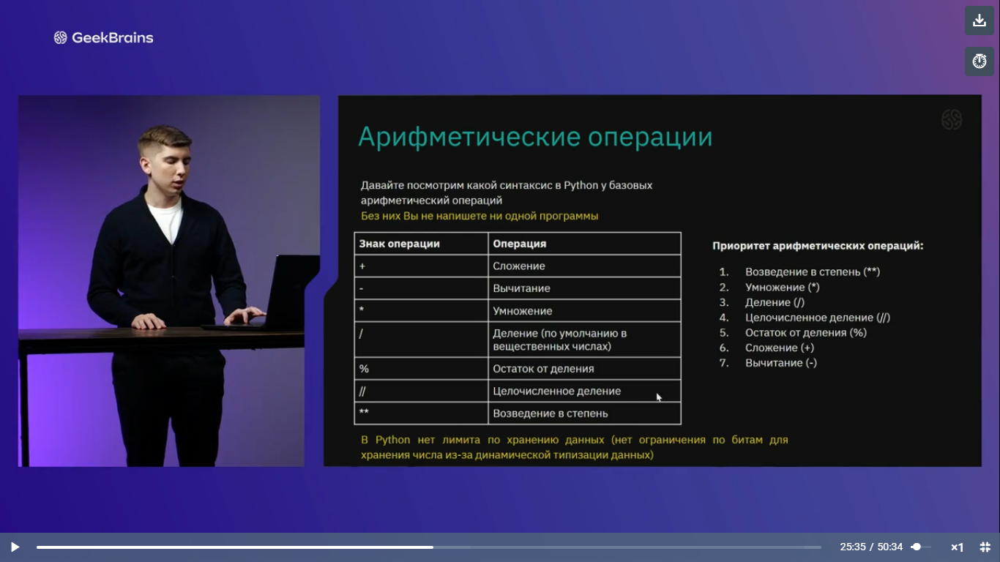 GeekBrains
Арифметические операции
Давайте посмотрим какой синтаксис в Python у базовых
арифметический операций
Без них Вы не напишете ни одной программы
Знак операции Операция
+ Сложение
- Вычитание
* Умножение
/ Деление (по умолчанию в
вещественных числах)
% Остаток от деления
// Целочисленное деление
** Возведение в степень
В Python нет лимита по хранению данных (нет ограничения по битам для
хранения числа из-за динамической типизации данных)
Приоритет арифметических операций:
1. Возведение в степень (**)
2. Умножение (*)
3. Деление (/)
4. Целочисленное деление (//)
5. Остаток от деления (%)
6. Сложение (+)
7. Вычитание (-)
25:35 / 50:34
×1